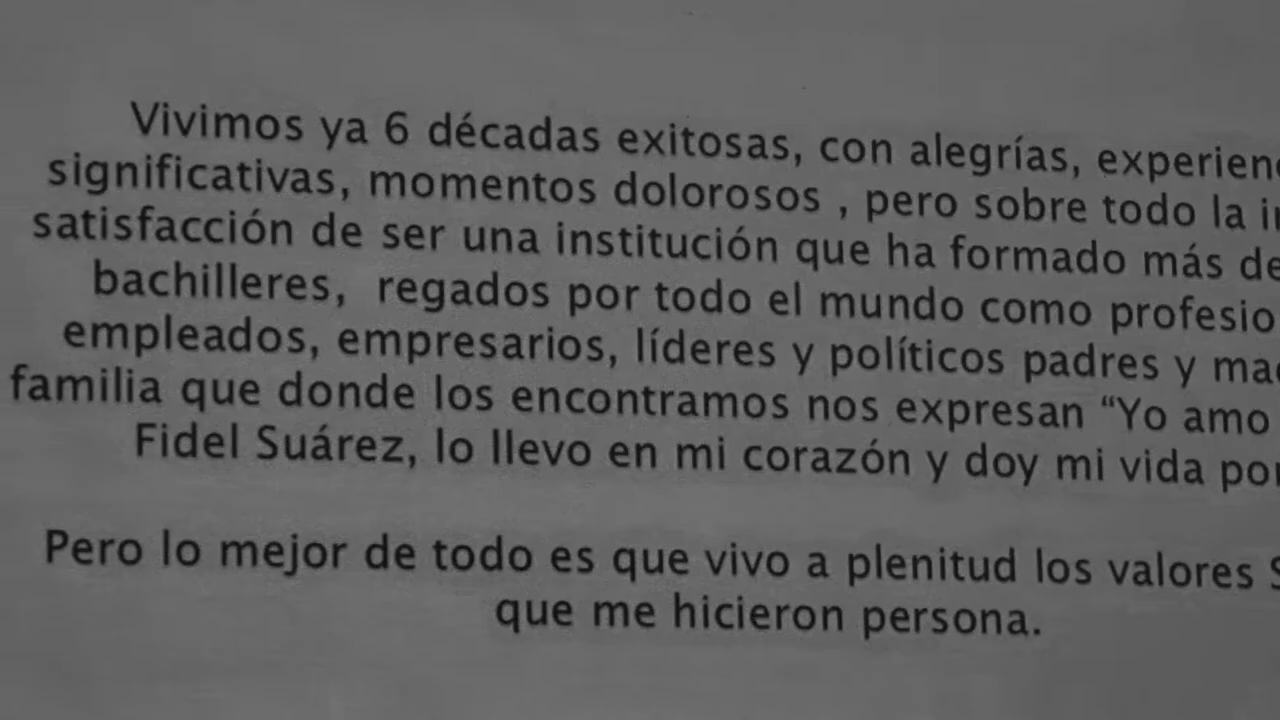 Vivimos ya 6 décadas exitosas, con alegrías,
significativas, momentos dolorosos , pero sobre todo la
satisfacción de ser una institución que ha formado más de
bachilleres, regados por todo el mundo como
empleados, empresarios, líderes y políticos padres y
familia que donde los encontramos nos expresan “Yo amo
Fidel Suárez, lo llevo en mi corazón y doy mi vida por
Pero lo mejor de todo es que vivo a plenitud los valores
que me hicieron persona.